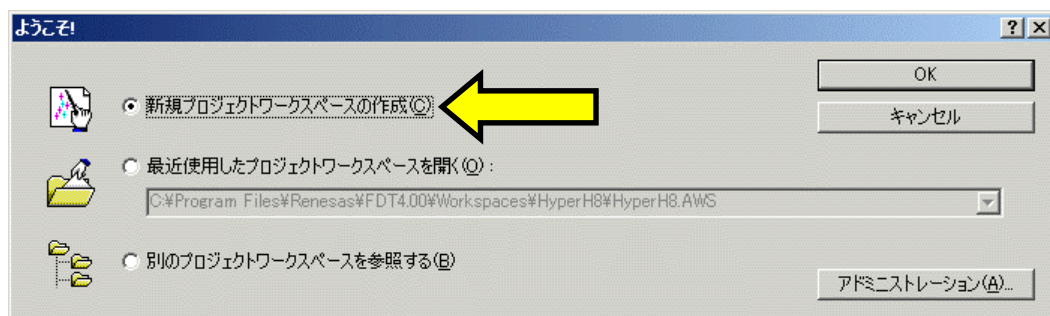 ようこそ!
新規プロジェクトワークスペースの作成(C)
OK
キャンセル
最近使用したプロジェクトワークスペースを開く(O) :
C:¥Program Files¥Renesas¥FDT4.00¥Workspaces¥HyperH8¥HyperH8.AWS
別のプロジェクトワークスペースを参照する(B)
アドミニストレーション(A)...